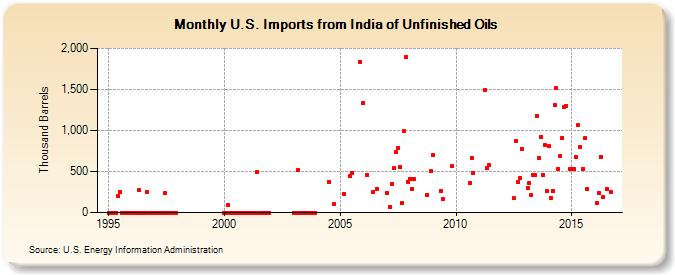 Monthly U.S. Imports from India of Unfinished Oils
Thousand Barrels
2,000
1,500
1,000
500
0
1995 2000 2005 2010 2015
Source: U.S. Energy Information Administration